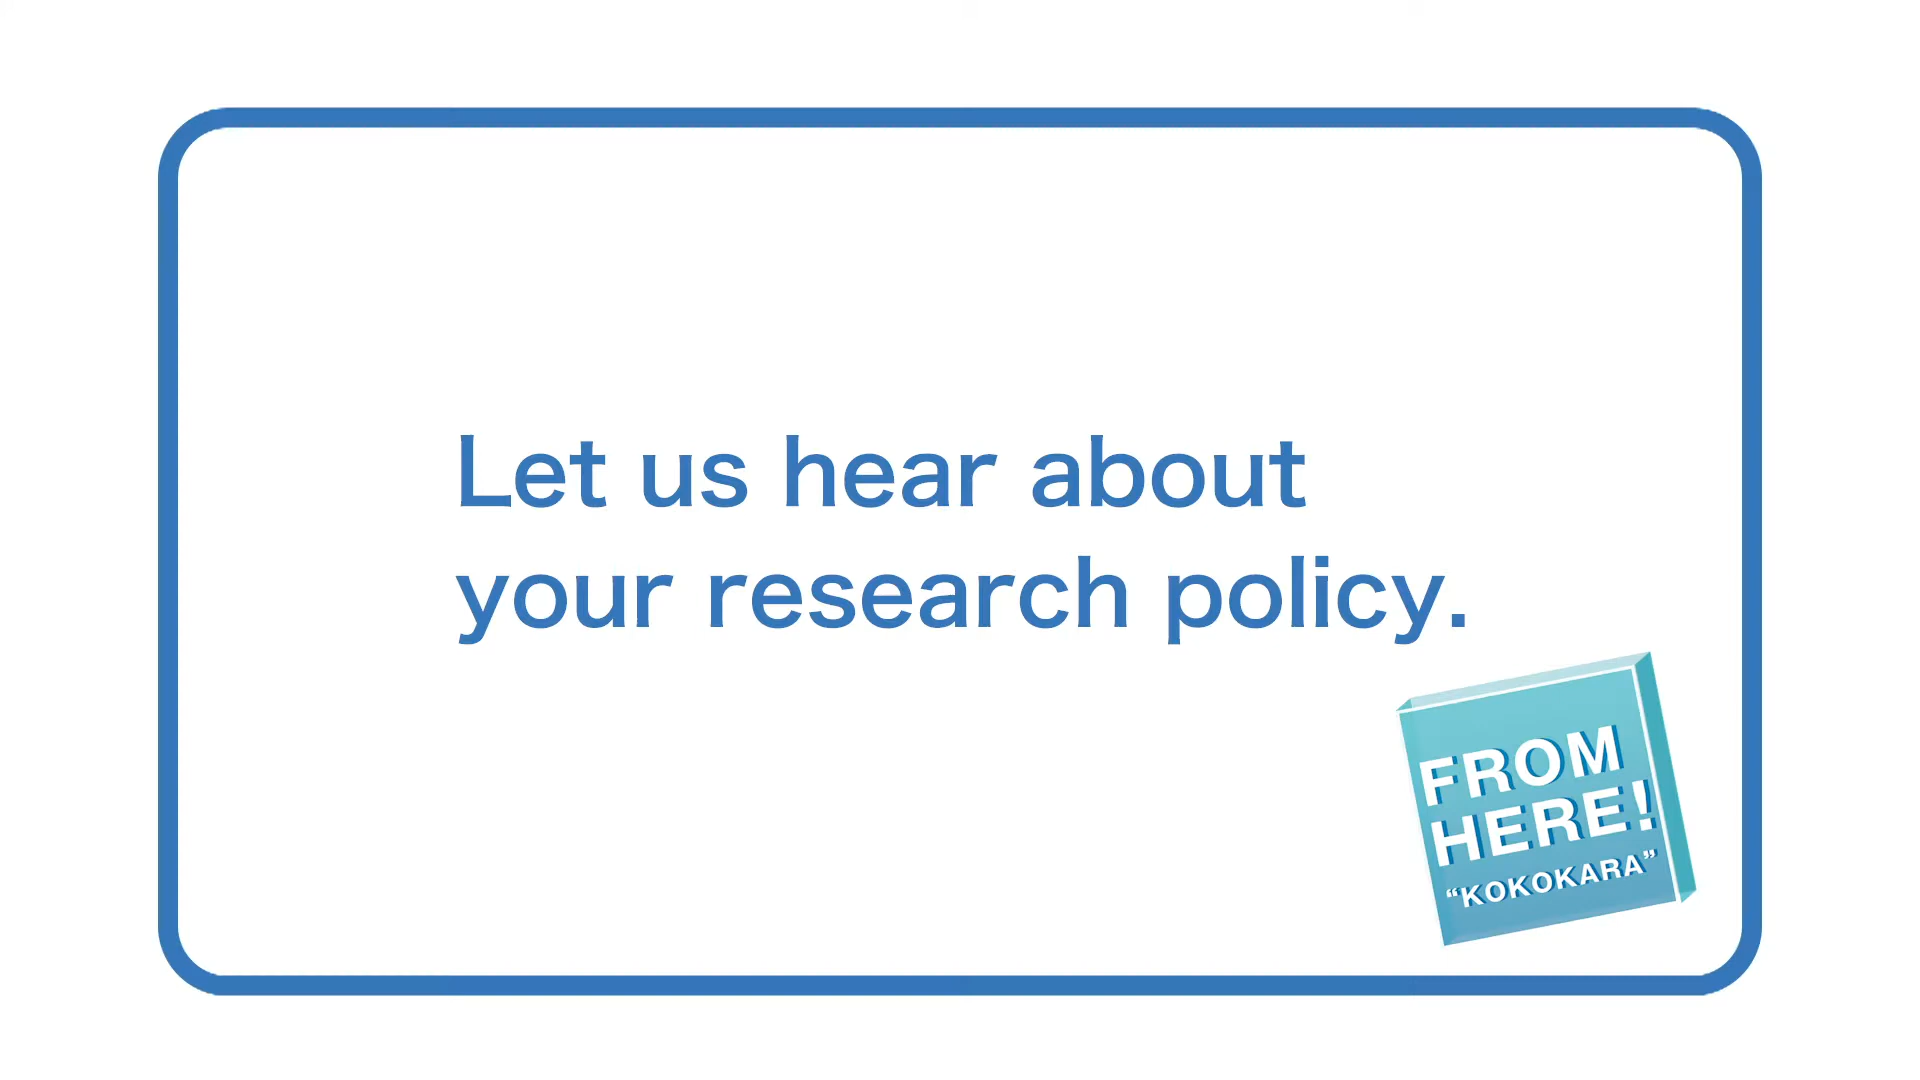 Let us hear about
your research policy.
FROM
HERE!
“KOKOKARA”